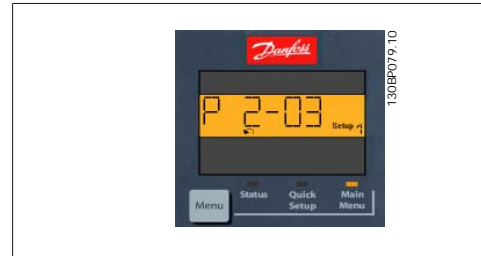 Danfoss
130BP079.10
P 2-03
Setup 1
Status Quick Setup Main Menu
Menu